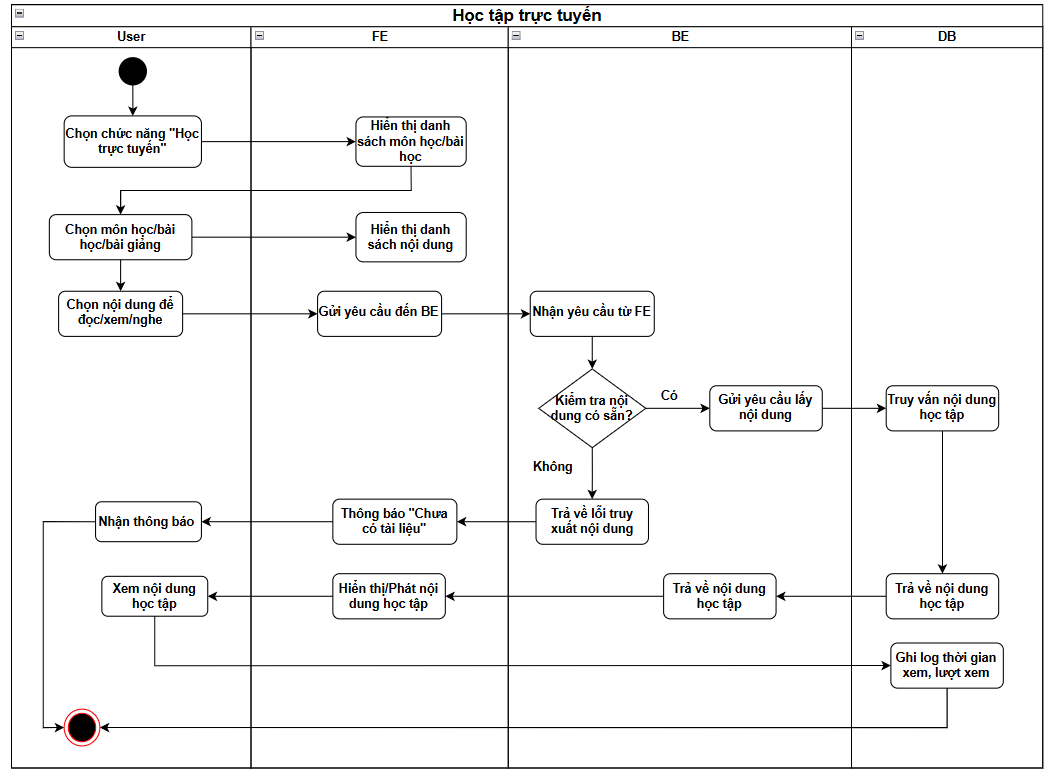 Học tập trực tuyến
User
FE
BE
DB
Chọn chức năng "Học
trực tuyến"
Hiển thị danh
sách môn học/bài
học
Chọn môn học/bài
học/bài giảng
Hiển thị danh
sách nội dung
Chọn nội dung để
đọc/xem/nghe
Gửi yêu cầu đến BE
Nhận yêu cầu từ FE
Kiểm tra nội
dung có sẵn?
Có
Gửi yêu cầu lấy
nội dung
Truy vấn nội dung
học tập
Không
Nhận thông báo
Thông báo "Chưa
có tài liệu"
Trả về lỗi truy
xuất nội dung
Xem nội dung
học tập
Hiển thị/Phát nội
dung học tập
Trả về nội dung
học tập
Trả về nội dung
học tập
Ghi log thời gian
xem, lượt xem